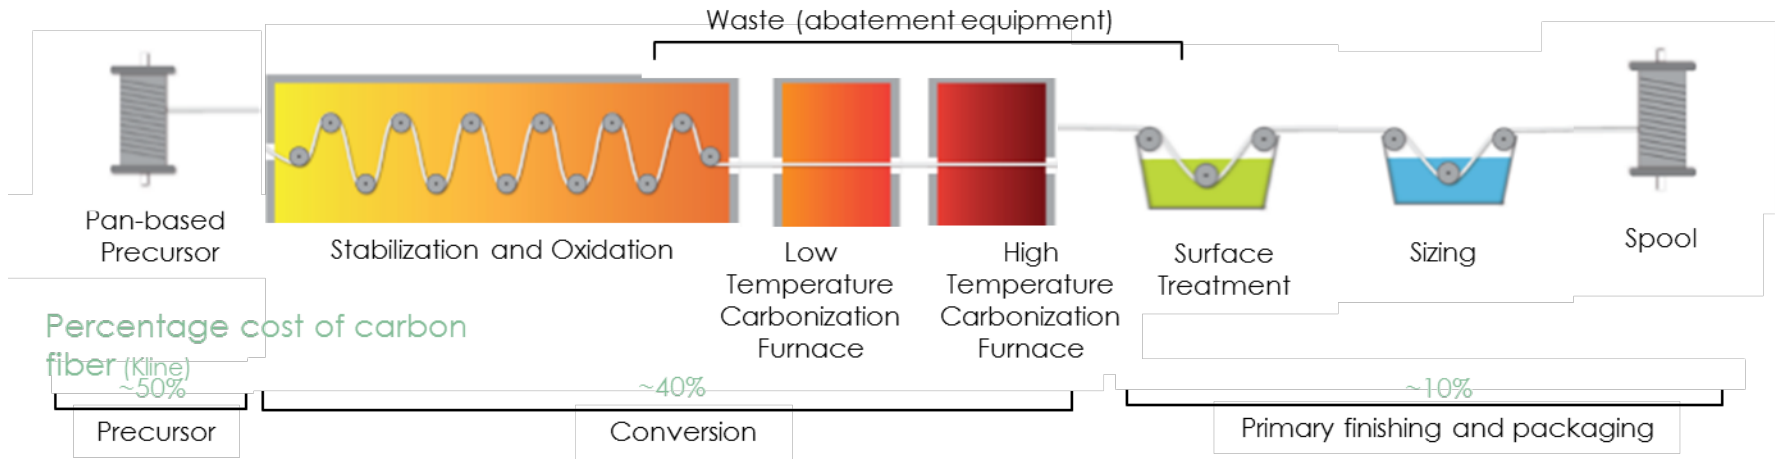 Waste (abatement equipment)
Pan-based
Precursor
Stabilization and Oxidation
Low
Temperature
Carbonization
Furnace
High
Temperature
Carbonization
Furnace
Surface
Treatment
Sizing
Spool
Percentage cost of carbon
fiber (Kline)
~50%
~40%
~10%
Precursor
Conversion
Primary finishing and packaging